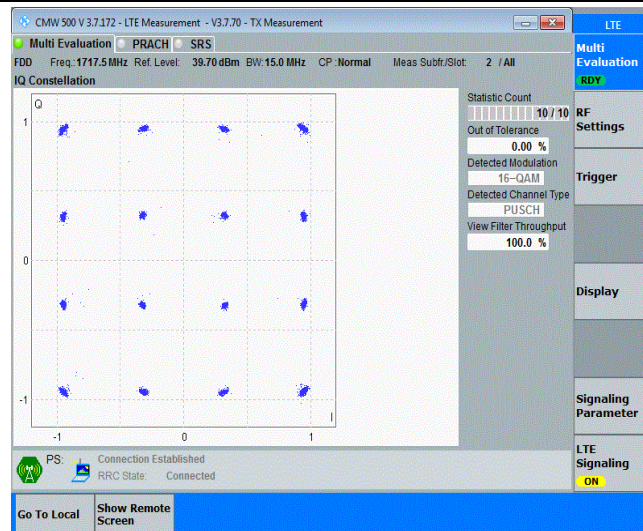 CMW 500 V 3.7.172 - LTE Measurement - V3.7.70 - TX Measurement
LTE
Multi Evaluation PRACH SRS
Multi
Evaluation
RDY
FDD Freq.: 1717.5 MHz Ref. Level: 39.70 dBm BW: 15.0 MHz CP : Normal Meas Subfr./Slot: 2 / All
IQ Constellation
Q
1
0
-1
-1
0
1
I
Statistic Count
10 / 10
Out of Tolerance
0.00 %
Detected Modulation
16-QAM
Detected Channel Type
PUSCH
View Filter Throughput
100.0 %
RF
Settings
Trigger
Display
Signaling
Parameter
LTE
Signaling
ON
PS: Connection Established
RRC State: Connected
Go To Local
Show Remote
Screen